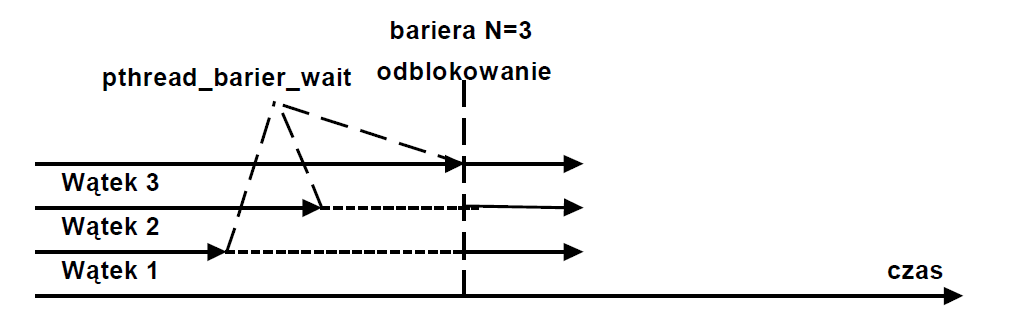 bariera N=3
odblokowanie
pthread_barier_wait
Wątek 3
Wątek 2
Wątek 1
czas